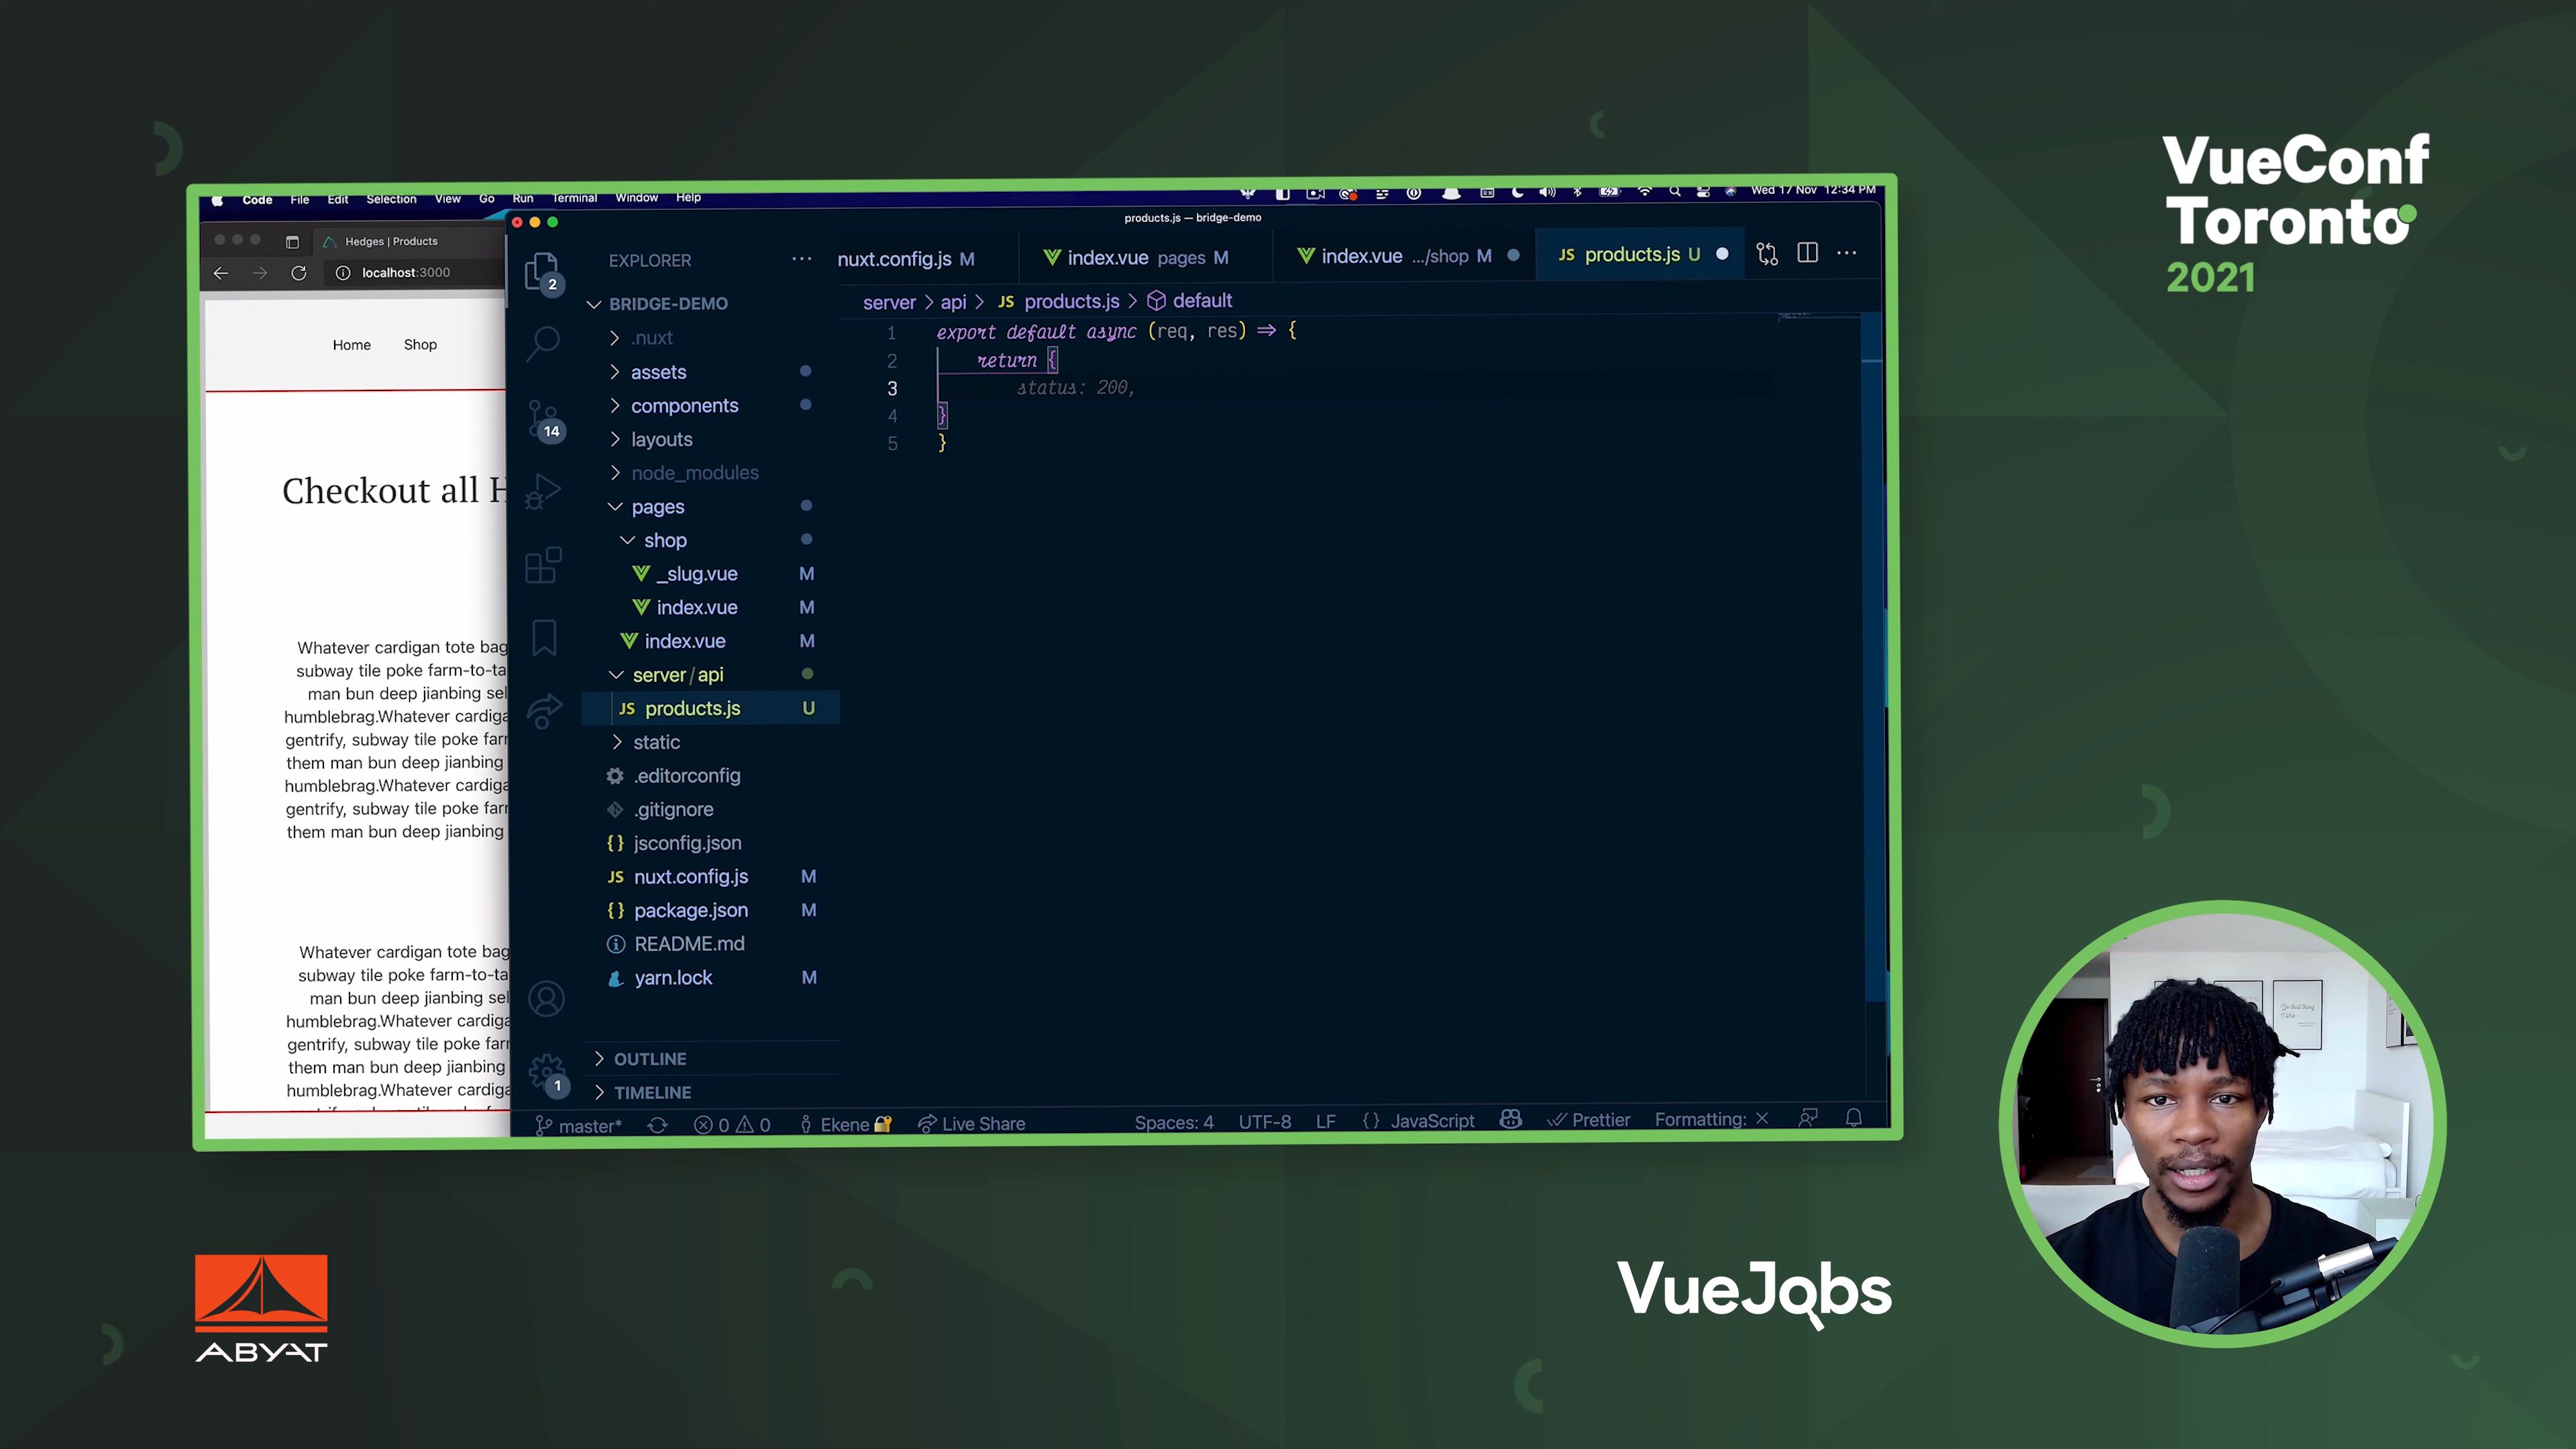 VueConf
Toronto
2021
Code File Edit Selection View Go Run Terminal Window Help
Wed 17 Nov 12:34 PM
Hedges | Products
localhost:3000
Home Shop
Checkout all H
Whatever cardigan tote bag
subway tile poke farm-to-ta
man bun deep jianbing sel
humblebrag.Whatever cardiga
gentrify, subway tile poke farr
them man bun deep jianbing
humblebrag.Whatever cardiga
gentrify, subway tile poke farr
them man bun deep jianbing
Whatever cardigan tote bag
subway tile poke farm-to-ta
man bun deep jianbing sel
humblebrag.Whatever cardiga
gentrify, subway tile poke farr
them man bun deep jianbing
humblebrag.Whatever cardiga
products.js — bridge-demo
2
14
1
EXPLORER
BRIDGE-DEMO
.nuxt
assets
components
layouts
node_modules
pages
shop
_slug.vue M
index.vue M
index.vue M
server/api
JS products.js U
static
.editorconfig
.gitignore
{} jsconfig.json
JS nuxt.config.js M
{} package.json M
README.md
yarn.lock M
OUTLINE
TIMELINE
nuxt.config.js M index.vue pages M index.vue .../shop M JS products.js U
server > api > JS products.js > default
1 export default async (req, res) => {
2 return {
3 status: 200,
4 }
5 }
master* 0 0 Ekene Live Share Spaces: 4 UTF-8 LF {} JavaScript Prettier Formatting: ×
ABYAT
VueJobs